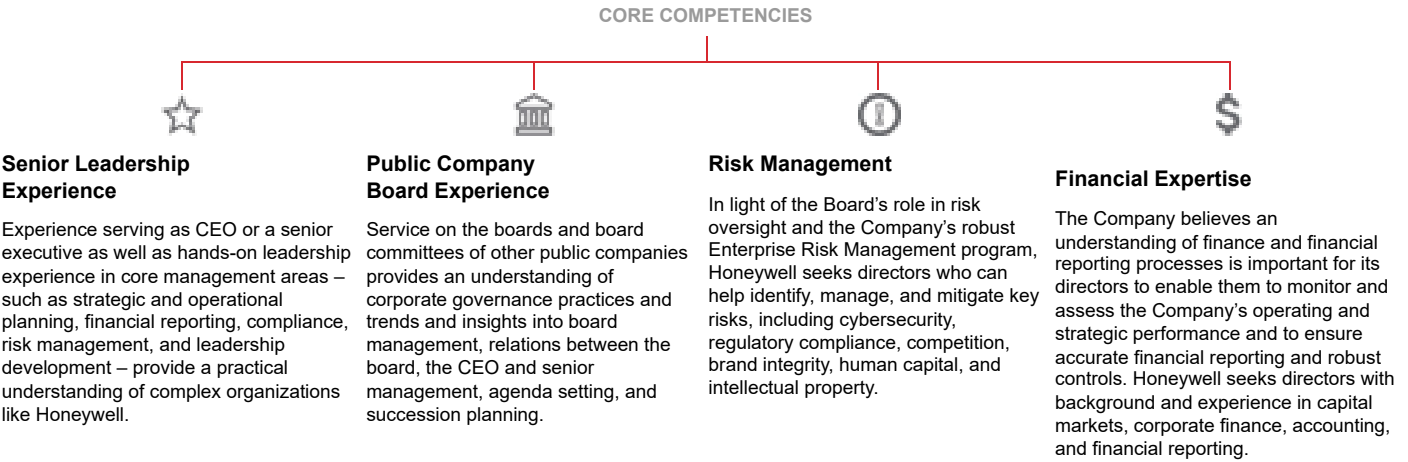 CORE COMPETENCIES
Senior Leadership
Experience
Experience serving as CEO or a senior
executive as well as hands-on leadership
experience in core management areas –
such as strategic and operational
planning, financial reporting, compliance,
risk management, and leadership
development – provide a practical
understanding of complex organizations
like Honeywell.
Public Company
Board Experience
Service on the boards and board
committees of other public companies
provides an understanding of
corporate governance practices and
trends and insights into board
management, relations between the
board, the CEO and senior
management, agenda setting, and
succession planning.
Risk Management
In light of the Board’s role in risk
oversight and the Company’s robust
Enterprise Risk Management program,
Honeywell seeks directors who can
help identify, manage, and mitigate key
risks, including cybersecurity,
regulatory compliance, competition,
brand integrity, human capital, and
intellectual property.
$
Financial Expertise
The Company believes an
understanding of finance and financial
reporting processes is important for its
directors to enable them to monitor and
assess the Company’s operating and
strategic performance and to ensure
accurate financial reporting and robust
controls. Honeywell seeks directors with
background and experience in capital
markets, corporate finance, accounting,
and financial reporting.